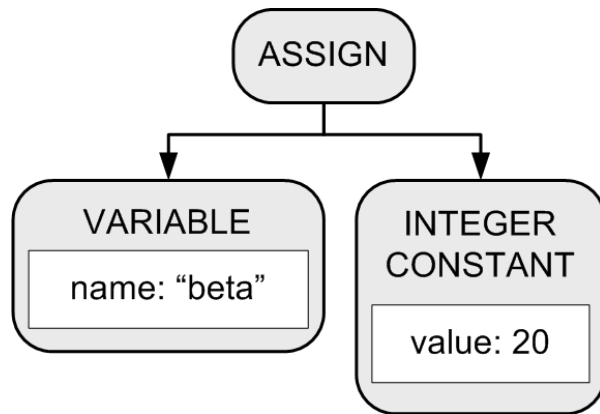 ASSIGN
VARIABLE
name: “beta”
INTEGER
CONSTANT
value: 20